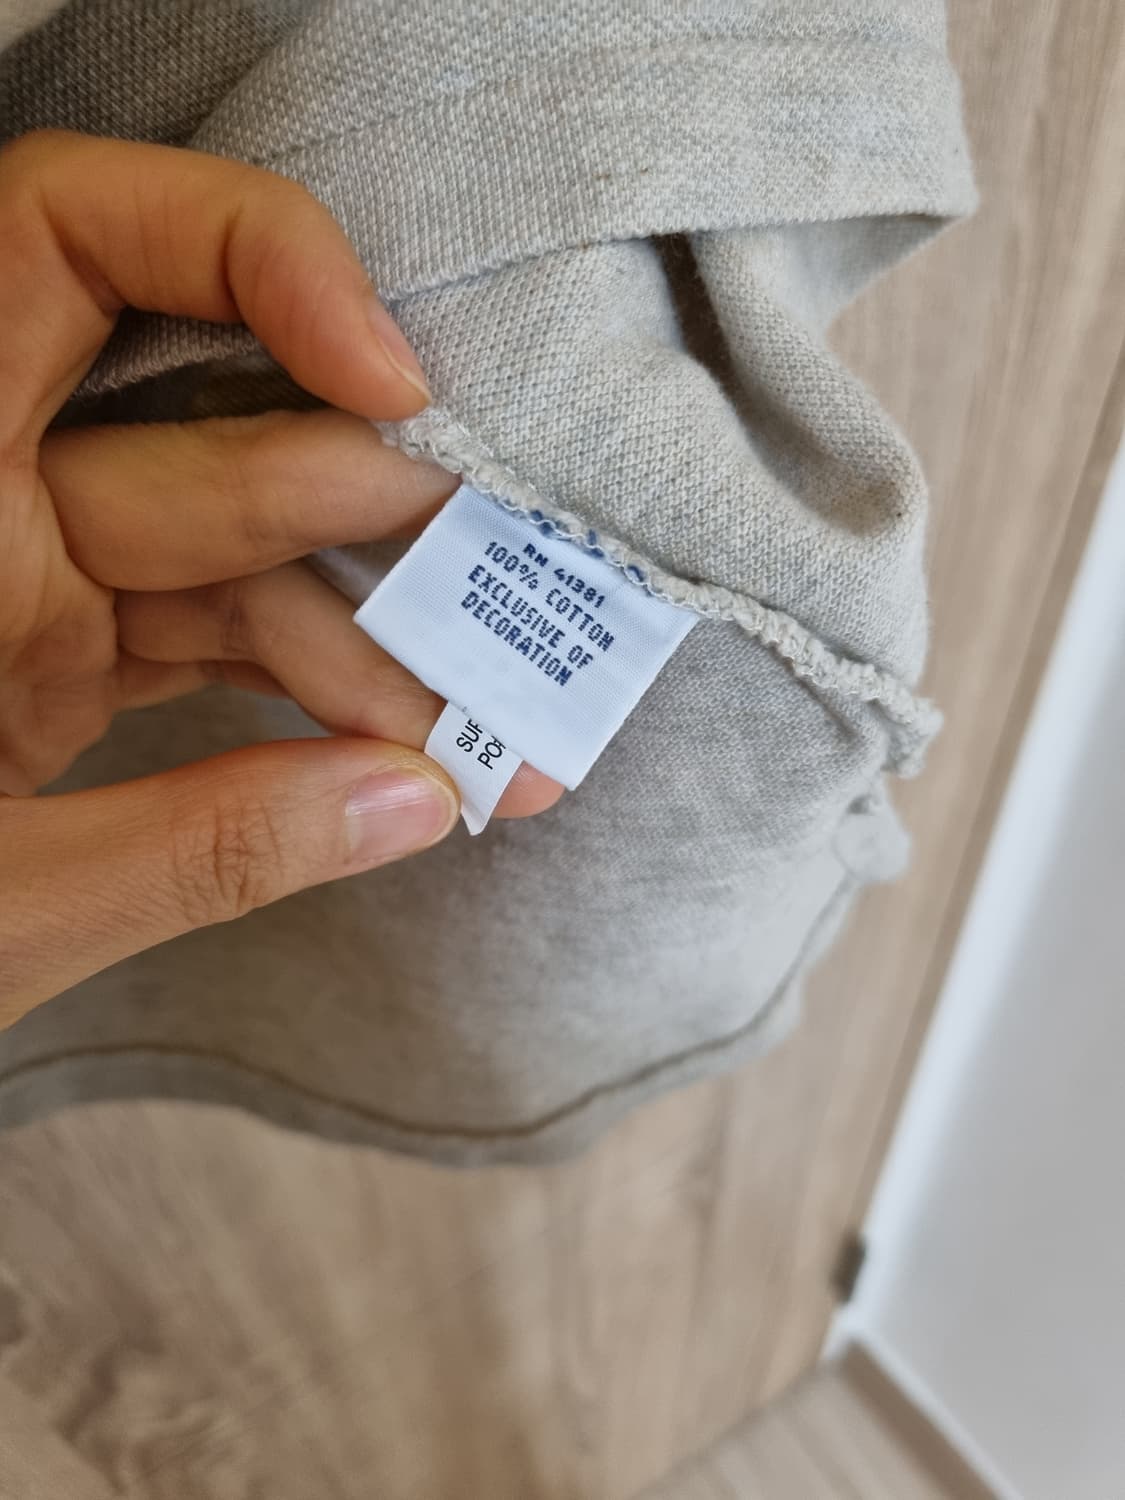 RN 41381
100% COTTON
EXCLUSIVE OF
DECORATION